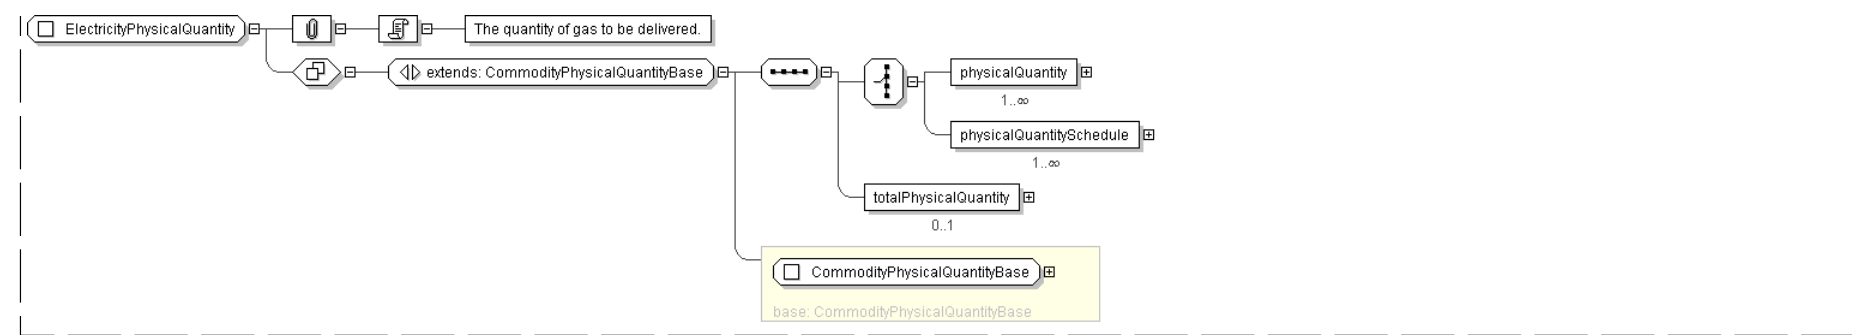 ElectricityPhysicalQuantity
The quantity of gas to be delivered.
extends: CommodityPhysicalQuantityBase
physicalQuantity
1..∞
physicalQuantitySchedule
1..∞
totalPhysicalQuantity
0..1
CommodityPhysicalQuantityBase
base: CommodityPhysicalQuantityBase